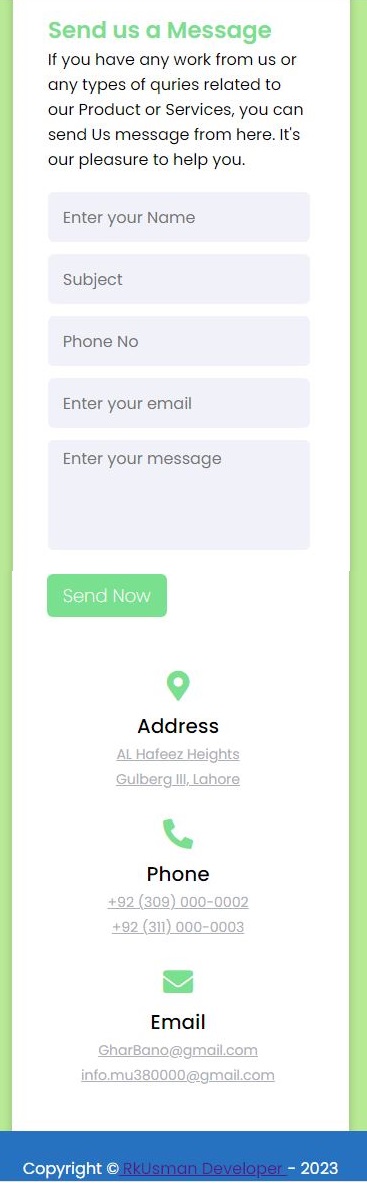 Send us a Message
If you have any work from us or
any types of quries related to
our Product or Services, you can
send Us message from here. It's
our pleasure to help you.
Enter your Name
Subject
Phone No
Enter your email
Enter your message
Send Now
Address
AL Hafeez Heights
Gulberg III, Lahore
Phone
+92 (309) 000-0002
+92 (311) 000-0003
Email
GharBano@gmail.com
info.mu380000@gmail.com
Copyright © RkUsman Developer - 2023